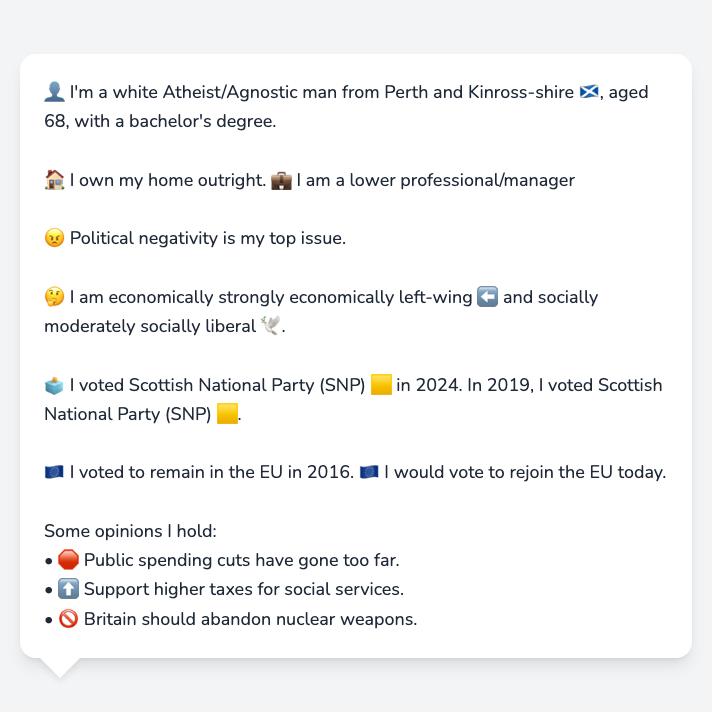 👤 I'm a white Atheist/Agnostic man from Perth and Kinross-shire 🏴󠁧󠁢󠁳󠁣󠁴󠁿, aged
68, with a bachelor's degree.
🏠 I own my home outright. 💼 I am a lower professional/manager
😠 Political negativity is my top issue.
🤔 I am economically strongly economically left-wing ⬅️ and socially
moderately socially liberal 🕊️.
🗳️ I voted Scottish National Party (SNP) 🟨 in 2024. In 2019, I voted Scottish
National Party (SNP) 🟨.
🇪🇺 I voted to remain in the EU in 2016. 🇪🇺 I would vote to rejoin the EU today.
Some opinions I hold:
• 🛑 Public spending cuts have gone too far.
• ⬆️ Support higher taxes for social services.
• 🚫 Britain should abandon nuclear weapons.